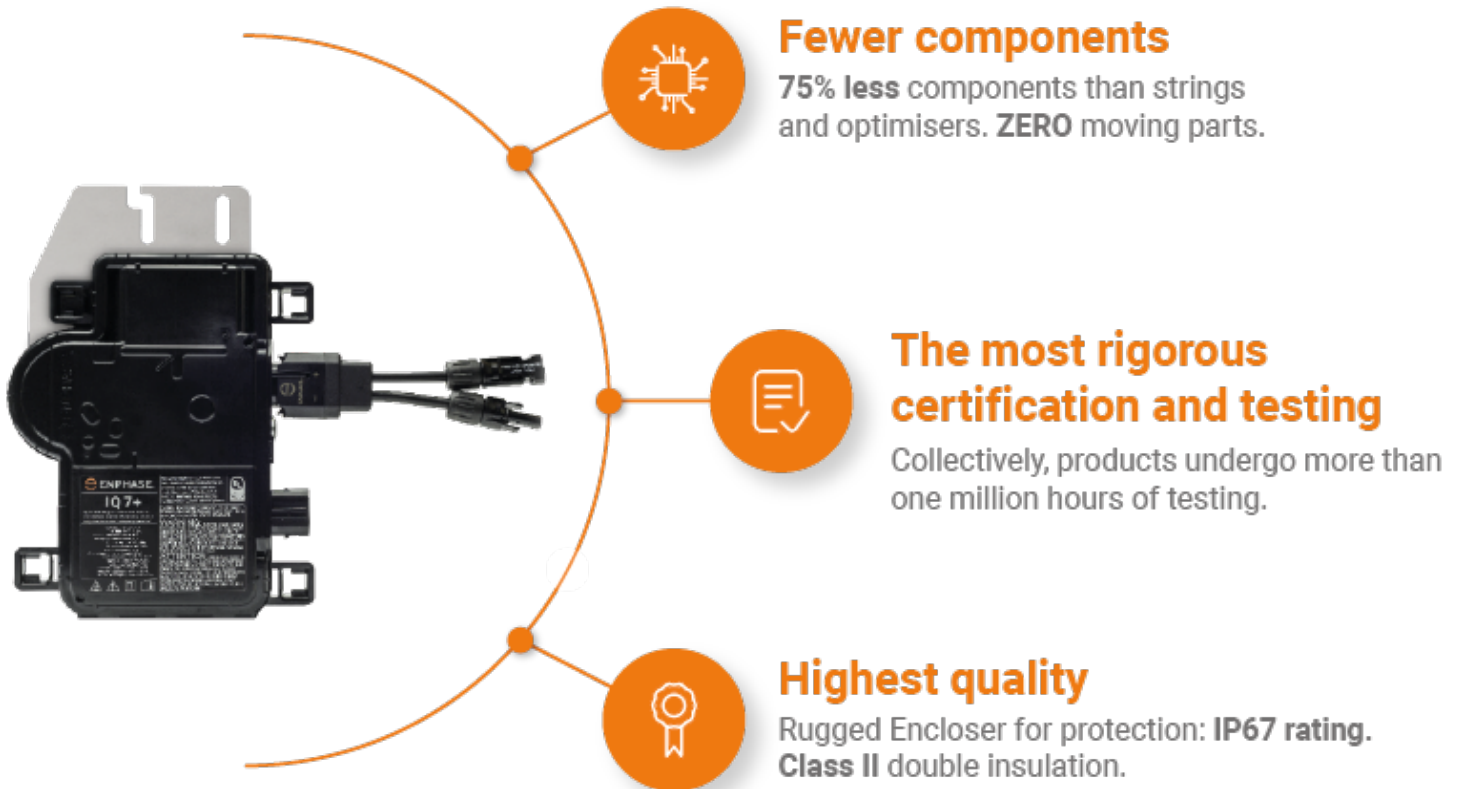 Fewer components
75% less components than strings
and optimisers. ZERO moving parts.
The most rigorous
certification and testing
Collectively, products undergo more than
one million hours of testing.
ENPHASE
IQ 7+
Highest quality
Rugged Encloser for protection: IP67 rating.
Class II double insulation.